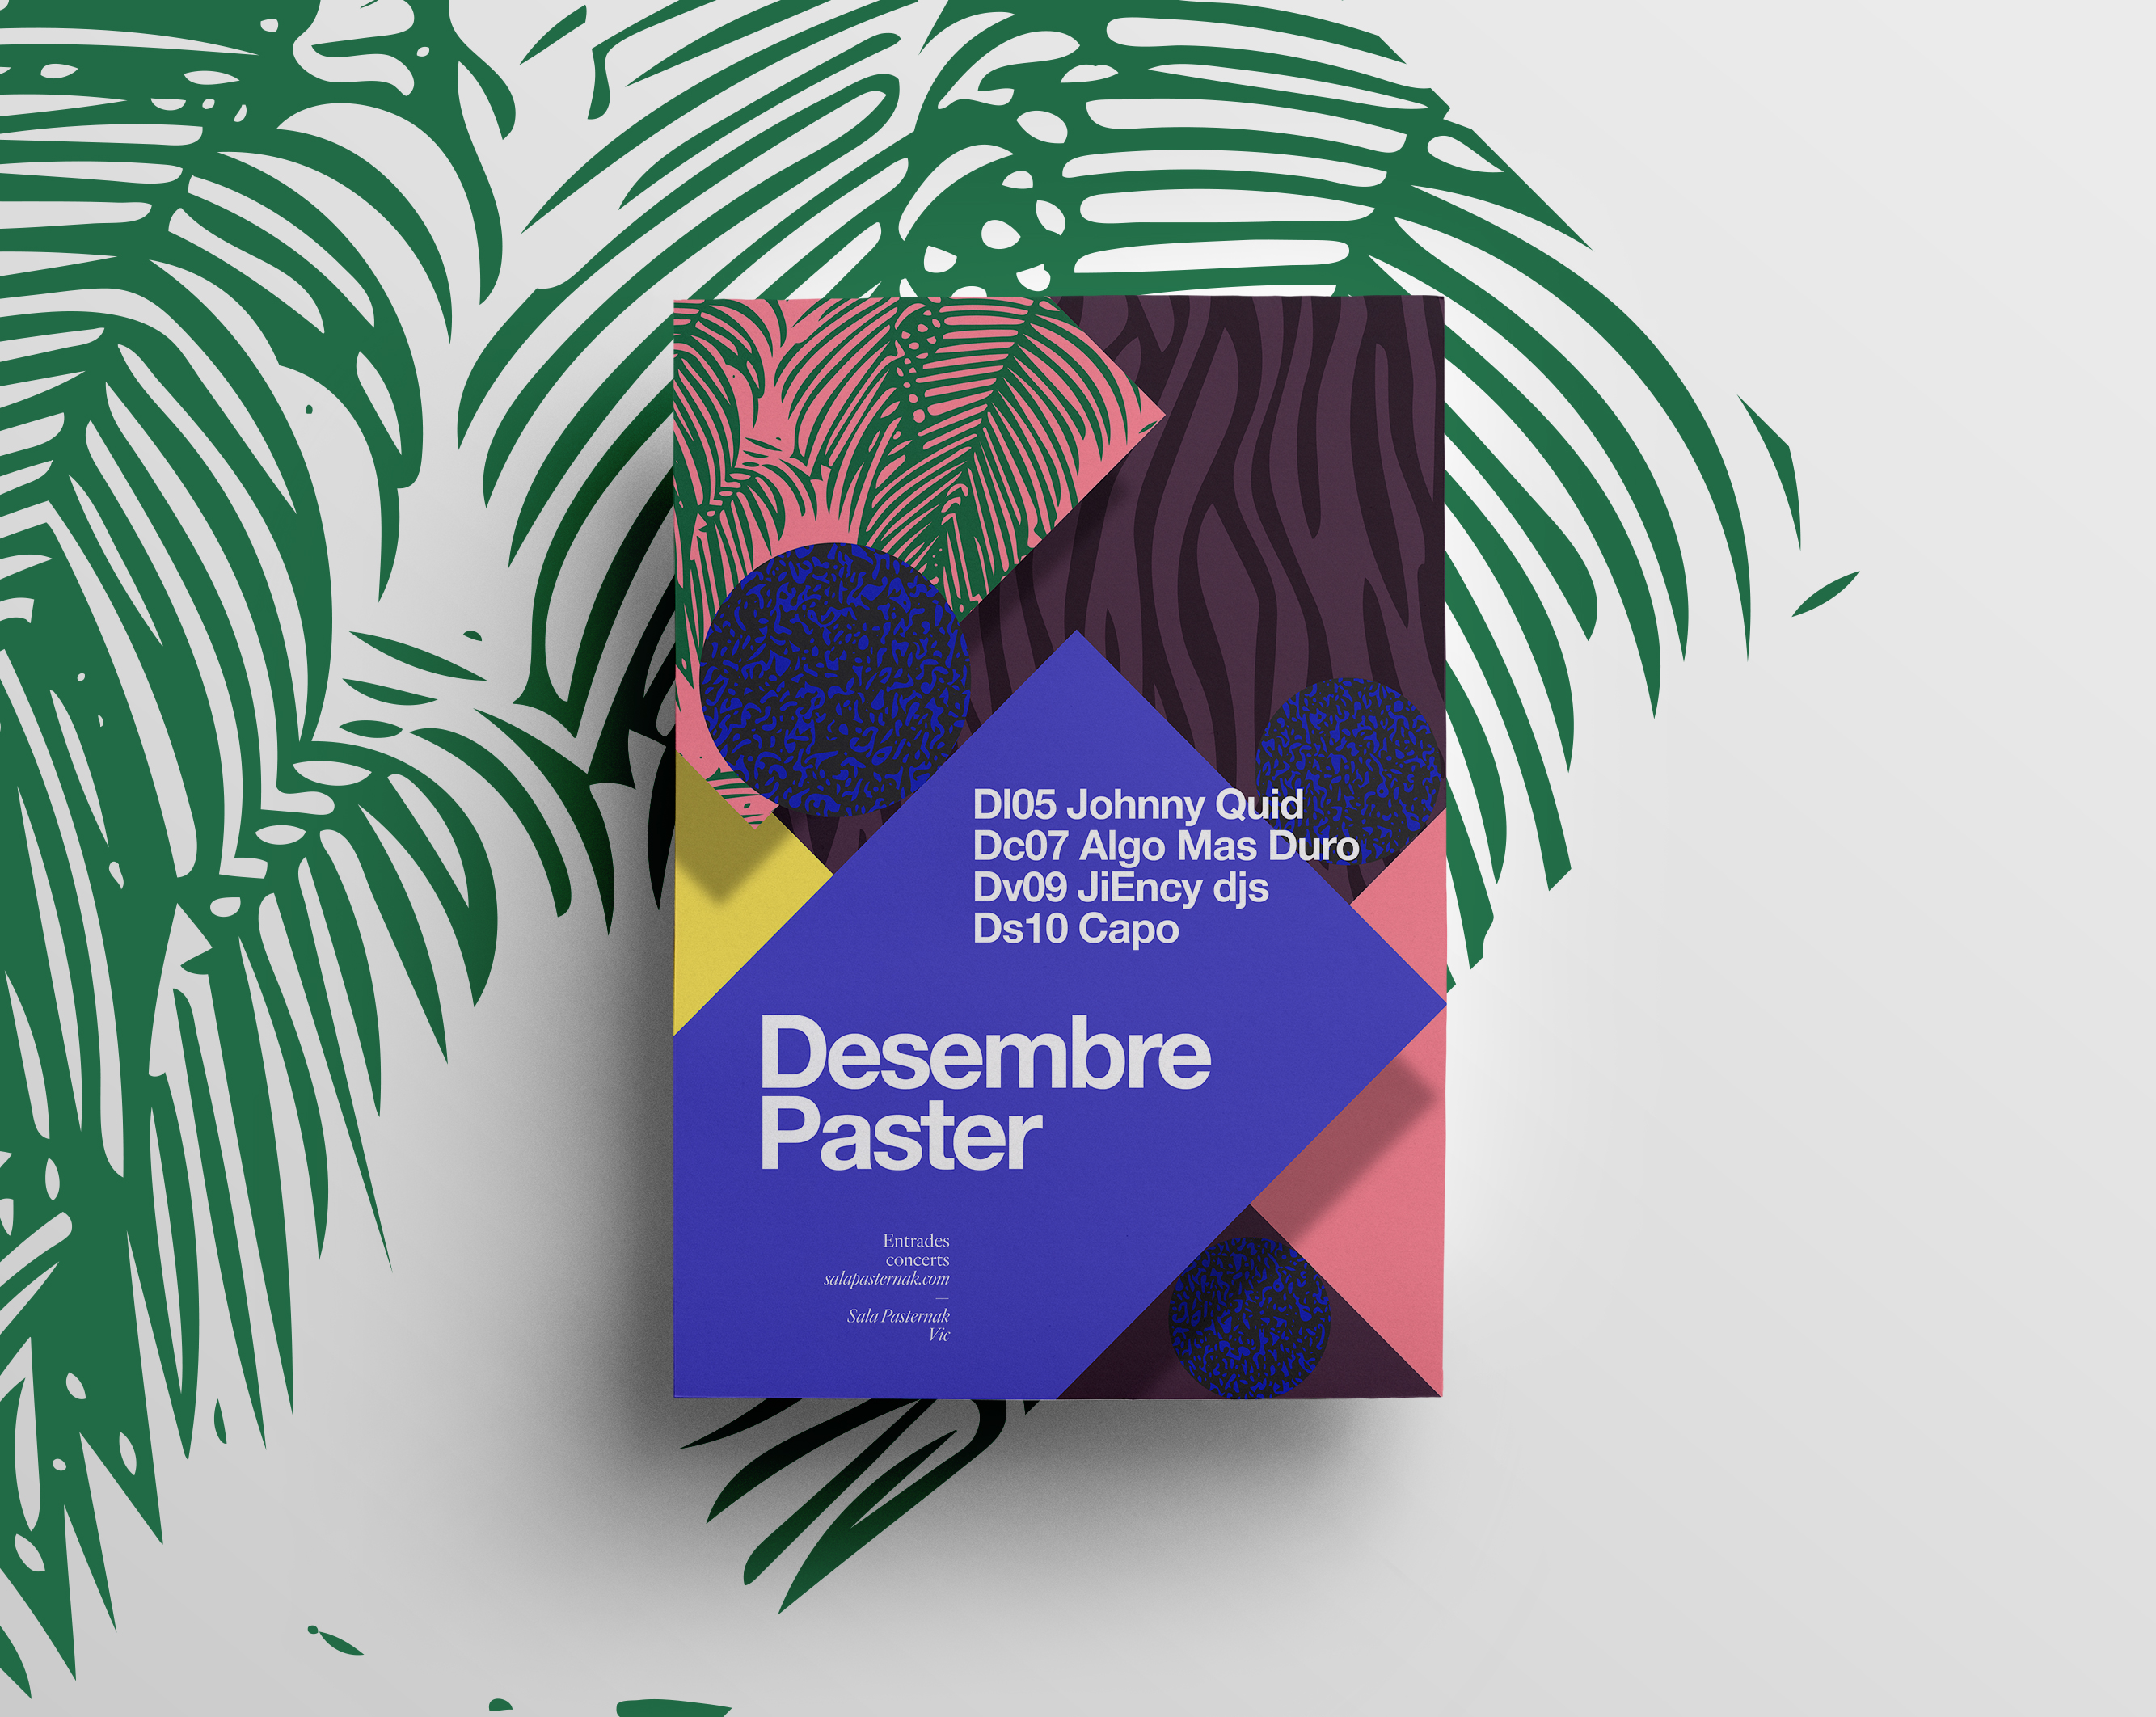 Dl05 Johnny Quid
Dc07 Algo Mas Duro
Dv09 JiEncy djs
Ds10 Capo
Desembre
Paster
Entrades
concerts
salapasternak.com
—
Sala Pasternak
Vic